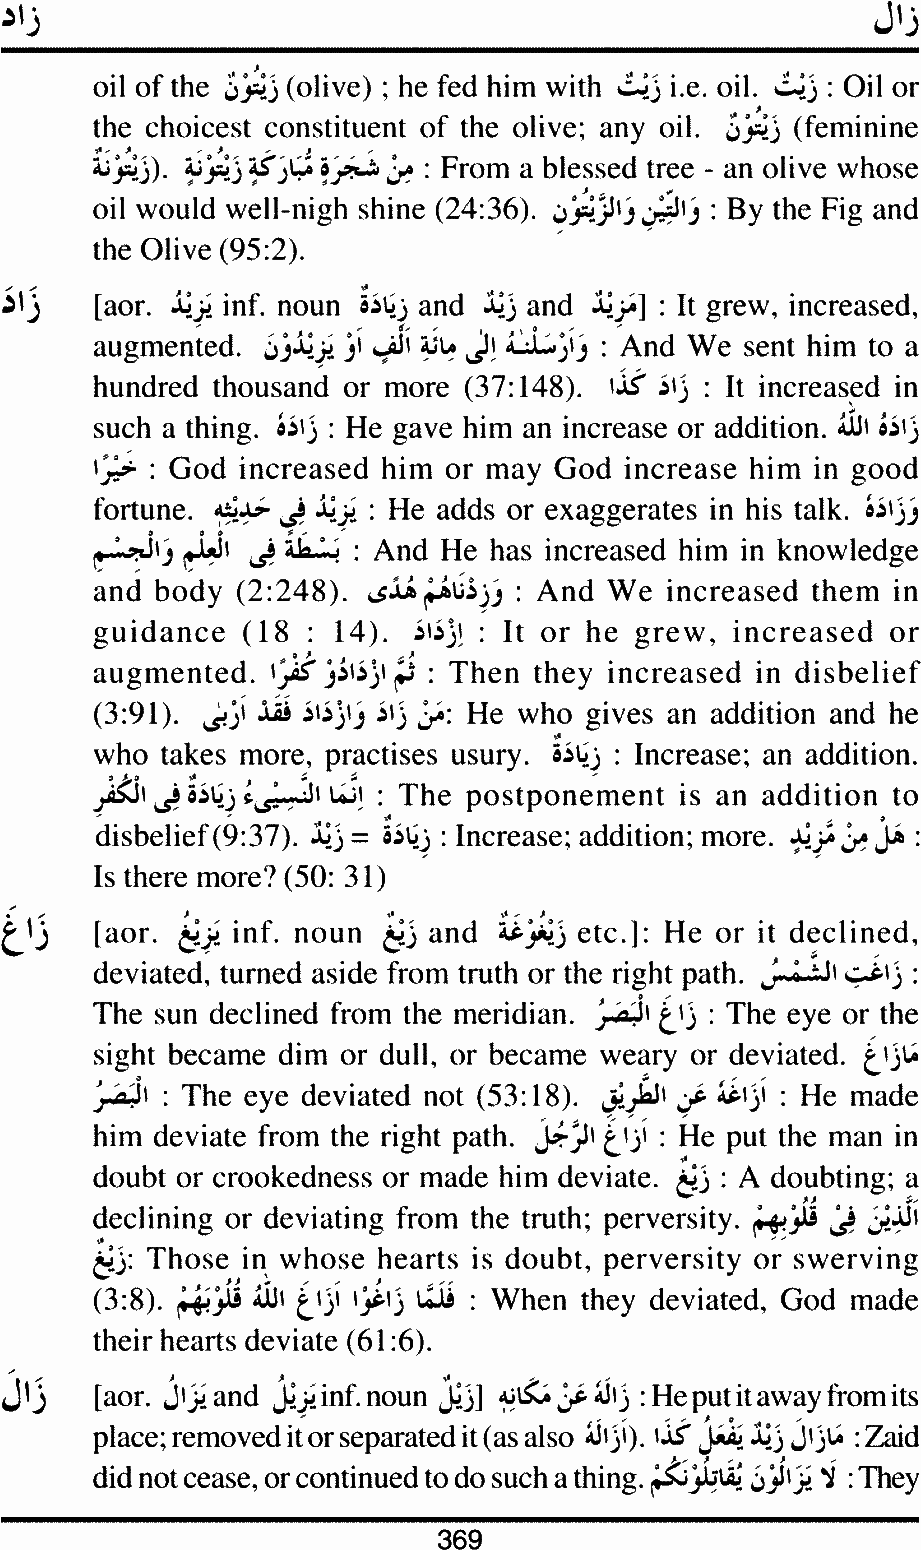 زاد زال
oil of the زَيْتُوْنٌ (olive) ; he fed him with زَيْتٌ i.e. oil. زَيْتٌ : Oil or
the choicest constituent of the olive; any oil. زَيْتُوْنٌ (feminine
زَيْتُوْنَةٌ). مِنْ شَجَرَةٍ مُّبَارَكَةٍ زَيْتُوْنَةٍ : From a blessed tree - an olive whose
oil would well-nigh shine (24:36). وَالتِّيْنِ وَالزَّيْتُوْنِ : By the Fig and
the Olive (95:2).
زَادَ [aor. يَزِيْدُ inf. noun زِيَادَةٌ and زَيْدٌ and مَزِيْدٌ] : It grew, increased,
augmented. وَاَرْسَلْنٰهُ اِلٰى مِائَةِ اَلْفٍ اَوْ يَزِيْدُوْنَ : And We sent him to a
hundred thousand or more (37:148). زَادَ كَذَا : It increased in
such a thing. زَادَهُ : He gave him an increase or addition. زَادَهُ اللّٰهُ
خَيْرًا : God increased him or may God increase him in good
fortune. يَزِيْدُ فِى حَدِيْثِهٖ : He adds or exaggerates in his talk. وَزَادَهُ
بَسْطَةً فِى الْعِلْمِ وَالْجِسْمِ : And He has increased him in knowledge
and body (2:248). وَزِدْنَاهُمْ هُدًى : And We increased them in
guidance (18 : 14). اِزْدَادَ : It or he grew, increased or
augmented. ثُمَّ ازْدَادُوْ كُفْرًا : Then they increased in disbelief
(3:91). مَنْ زَادَ وَازْدَادَ فَقَدْ اَرْبٰى: He who gives an addition and he
who takes more, practises usury. زِيَادَةٌ : Increase; an addition.
اِنَّمَا النَّسِيْىءُ زِيَادَةٌ فِى الْكُفْرِ : The postponement is an addition to
disbelief (9:37). زَيْدٌ = زِيَادَةٌ : Increase; addition; more. هَلْ مِنْ مَّزِيْدٍ :
Is there more? (50: 31)
زَاغَ [aor. يَزِيْغُ inf. noun زَيْغٌ and زَيْغُوْغَةٌ etc.]: He or it declined,
deviated, turned aside from truth or the right path. زَاغَتِ الشَّمْسُ :
The sun declined from the meridian. زَاغَ الْبَصَرُ : The eye or the
sight became dim or dull, or became weary or deviated. مَازَاغَ
الْبَصَرُ : The eye deviated not (53:18). اَزَاغَهُ عَنِ الطَّرِيْقِ : He made
him deviate from the right path. اَزَاغَ الرَّجُلَ : He put the man in
doubt or crookedness or made him deviate. زَيْغٌ : A doubting; a
declining or deviating from the truth; perversity. اَلَّذِيْنَ فِىْ قُلُوْبِهِمْ
زَيْغٌ: Those in whose hearts is doubt, perversity or swerving
(3:8). فَلَمَّا زَاغُوْا اَزَاغَ اللّٰهُ قُلُوْبَهُمْ : When they deviated, God made
their hearts deviate (61:6).
زَالَ [aor. يَزَالُ and يَزِيْلُ inf. noun زَيْلٌ] زَالَهُ عَنْ مَكَانِهٖ : He put it away from its
place; removed it or separated it (as also اَزَالَهُ). مَازَالَ زَيْدٌ يَفْعَلُ كَذَا : Zaid
did not cease, or continued to do such a thing. لَا يَزَالُوْنَ يُقَاتِلُوْنَكُمْ : They
369